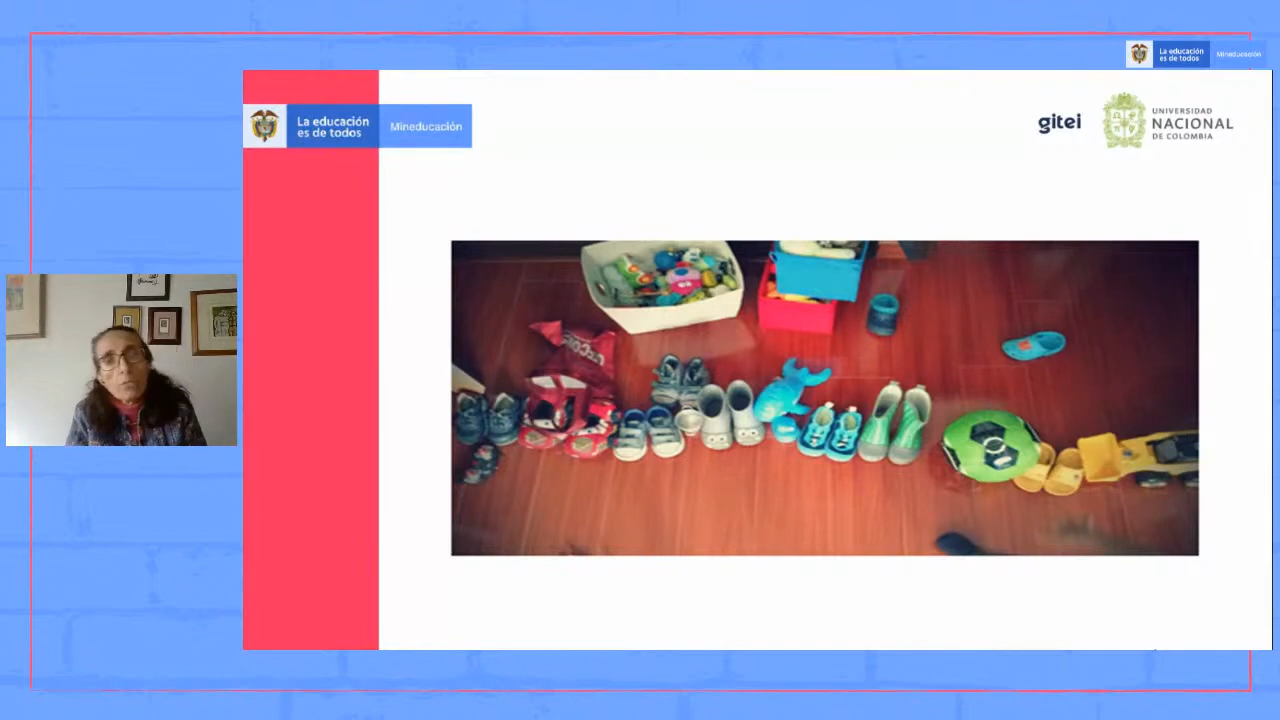 La educación
es de todos
Mineducación
La educación
es de todos
Mineducación
gitei
UNIVERSIDAD
NACIONAL
DE COLOMBIA